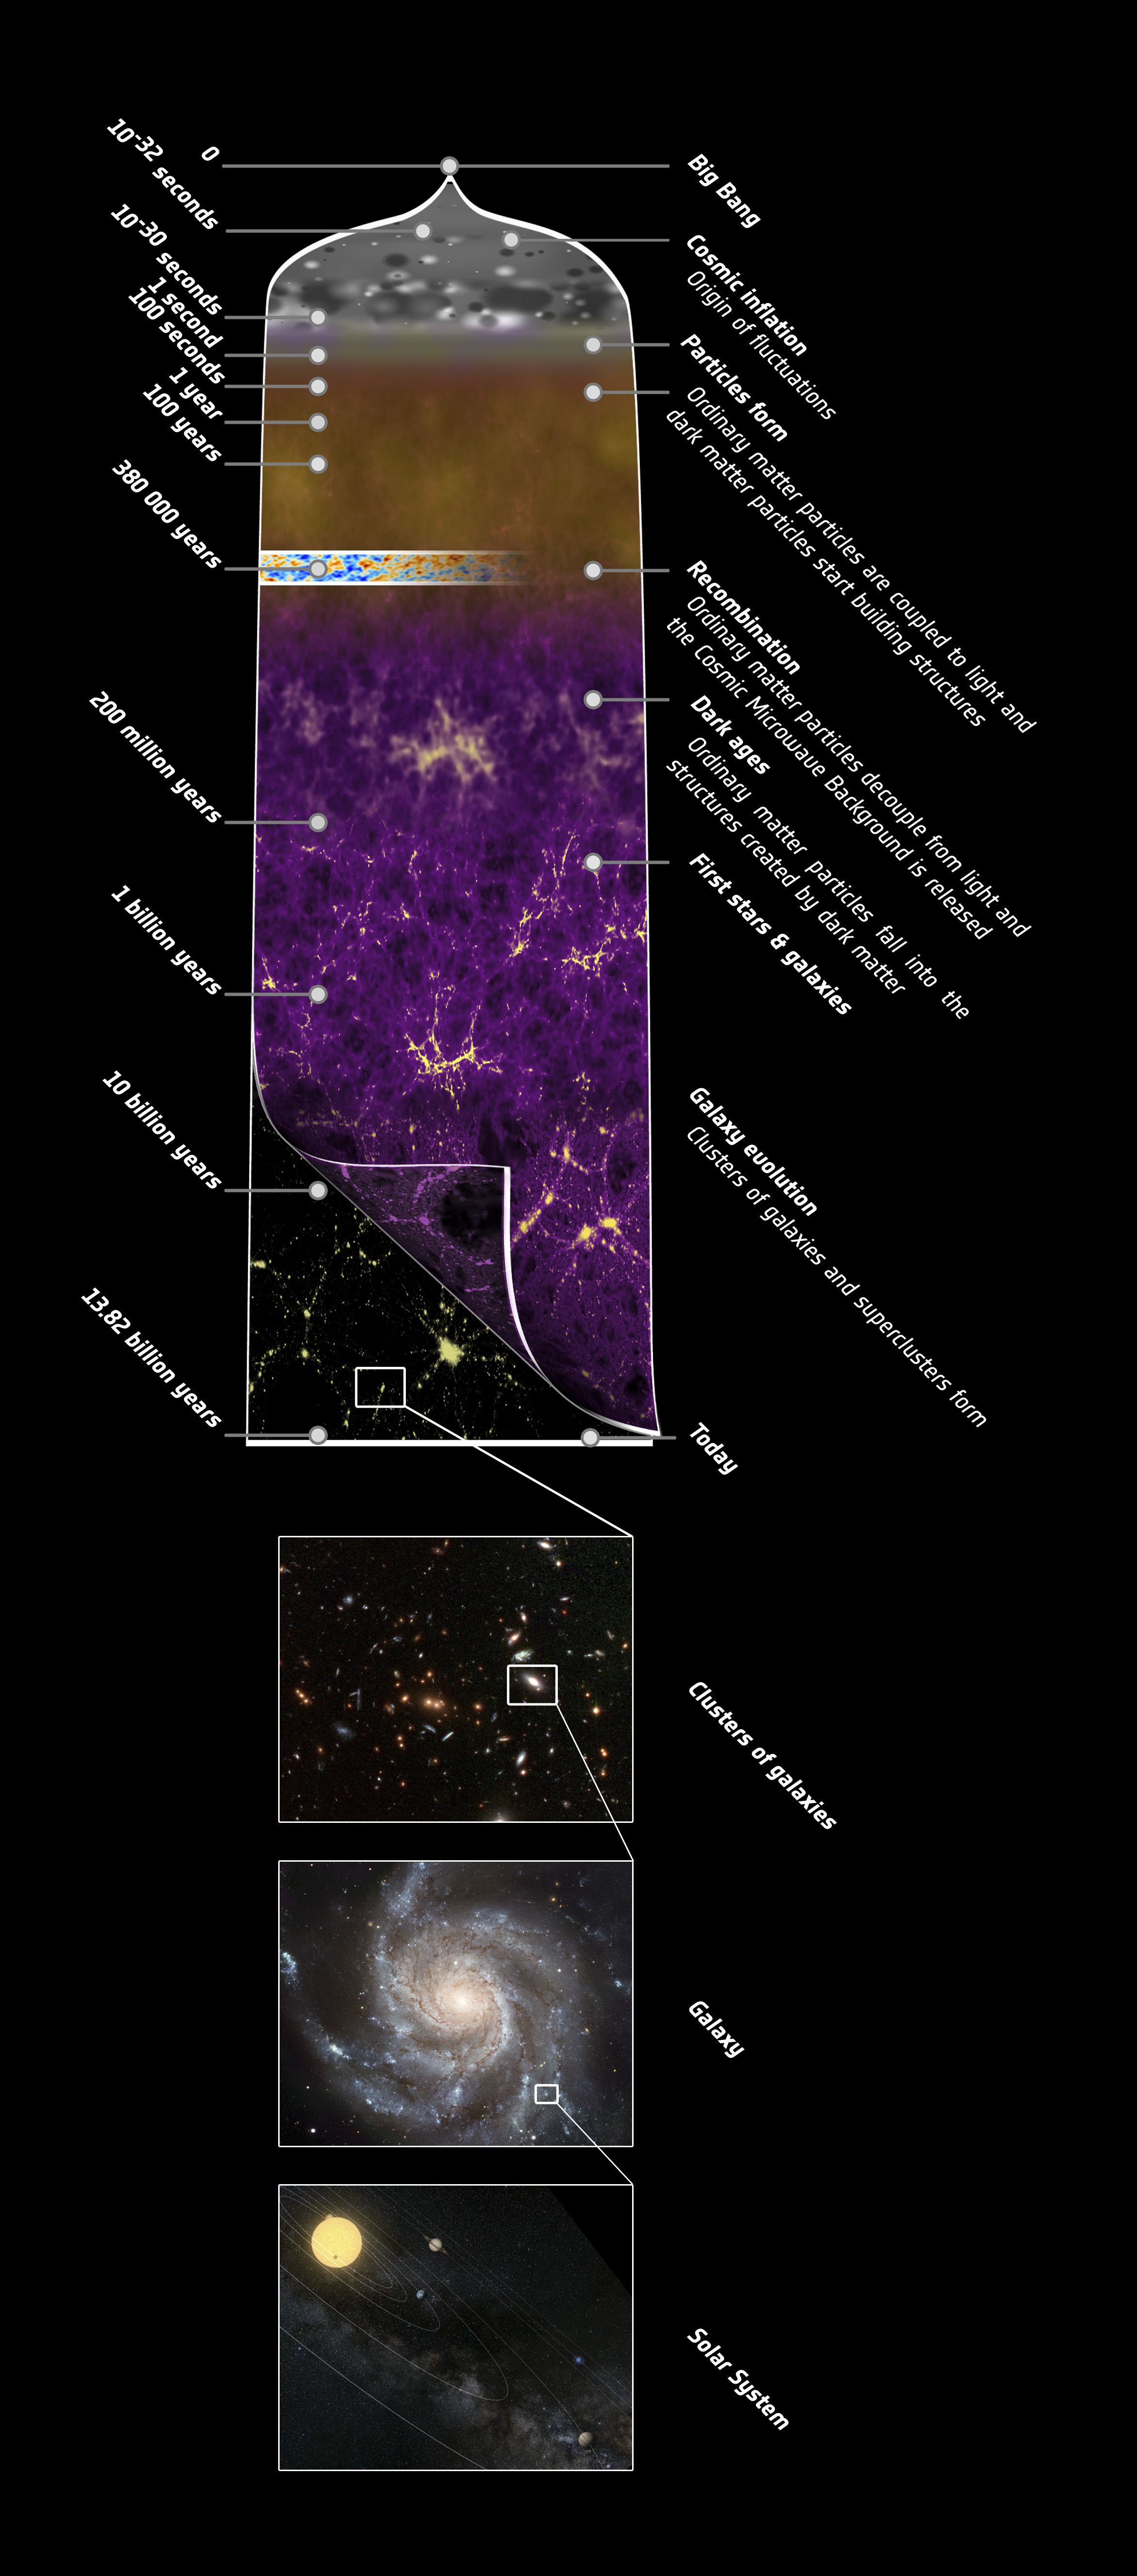 0
10-32 seconds
10-30 seconds
1 second
100 seconds
1 year
100 years
380 000 years
200 million years
1 billion years
10 billion years
13.82 billion years
Big Bang
Cosmic inflation
Origin of fluctuations
Particles form
Ordinary matter particles are coupled to light and
dark matter particles start building structures
Recombination
Ordinary matter particles decouple from light and
the Cosmic Microwave Background is released
Dark ages
Ordinary matter particles fall into the
structures created by dark matter
First stars & galaxies
Galaxy evolution
Clusters of galaxies and superclusters form
Today
Clusters of galaxies
Galaxy
Solar System